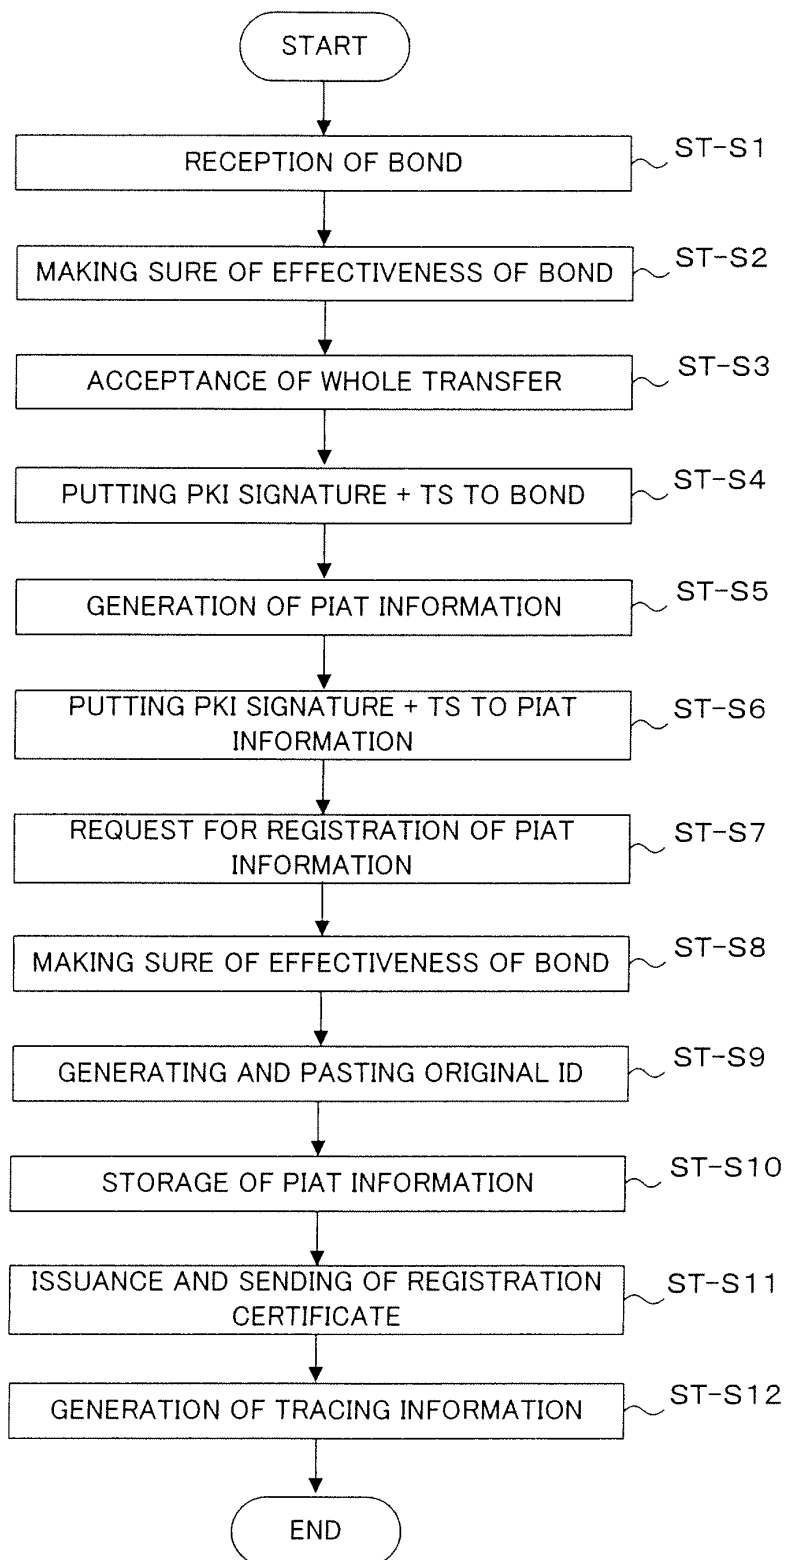 START
RECEPTION OF BOND
ST-S1
MAKING SURE OF EFFECTIVENESS OF BOND
ST-S2
ACCEPTANCE OF WHOLE TRANSFER
ST-S3
PUTTING PKI SIGNATURE + TS TO BOND
ST-S4
GENERATION OF PIAT INFORMATION
ST-S5
PUTTING PKI SIGNATURE + TS TO PIAT
INFORMATION
ST-S6
REQUEST FOR REGISTRATION OF PIAT
INFORMATION
ST-S7
MAKING SURE OF EFFECTIVENESS OF BOND
ST-S8
GENERATING AND PASTING ORIGINAL ID
ST-S9
STORAGE OF PIAT INFORMATION
ST-S10
ISSUANCE AND SENDING OF REGISTRATION
CERTIFICATE
ST-S11
GENERATION OF TRACING INFORMATION
ST-S12
END